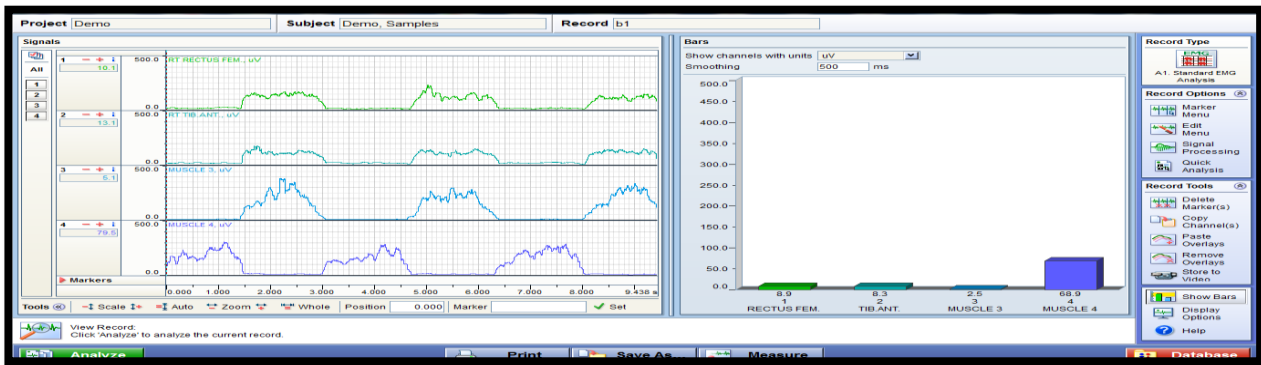 Project Demo Subject Demo, Samples Record b1
Signals
All
1
2
3
4
1 500.0 RT RECTUS FEM., uV
10.1
0.0
2 500.0 RT TIB.ANT., uV
13.1
0.0
3 500.0 MUSCLE 3, uV
5.1
0.0
4 500.0 MUSCLE 4, uV
79.5
0.0
Markers
0.000 1.000 2.000 3.000 4.000 5.000 6.000 7.000 8.000 9.438 s
Tools Scale Auto Zoom Whole Position 0.000 Marker Set
Bars
Show channels with units uV
Smoothing 500 ms
500.0
450.0
400.0
350.0
300.0
250.0
200.0
150.0
100.0
50.0
0.0
8.9 8.3 2.5 68.9
1 2 3 4
RECTUS FEM. TIB.ANT. MUSCLE 3 MUSCLE 4
Record Type
EMG
A1. Standard EMG
Analysis
Record Options
Marker
Menu
Edit
Menu
Signal
Processing
Quick
Analysis
Record Tools
Delete
Marker(s)
Copy
Channel(s)
Paste
Overlays
Remove
Overlays
Store to
Video
Show Bars
Display
Options
Help
View Record:
Click 'Analyze' to analyze the current record.
Analyze Print Save As... Measure Database